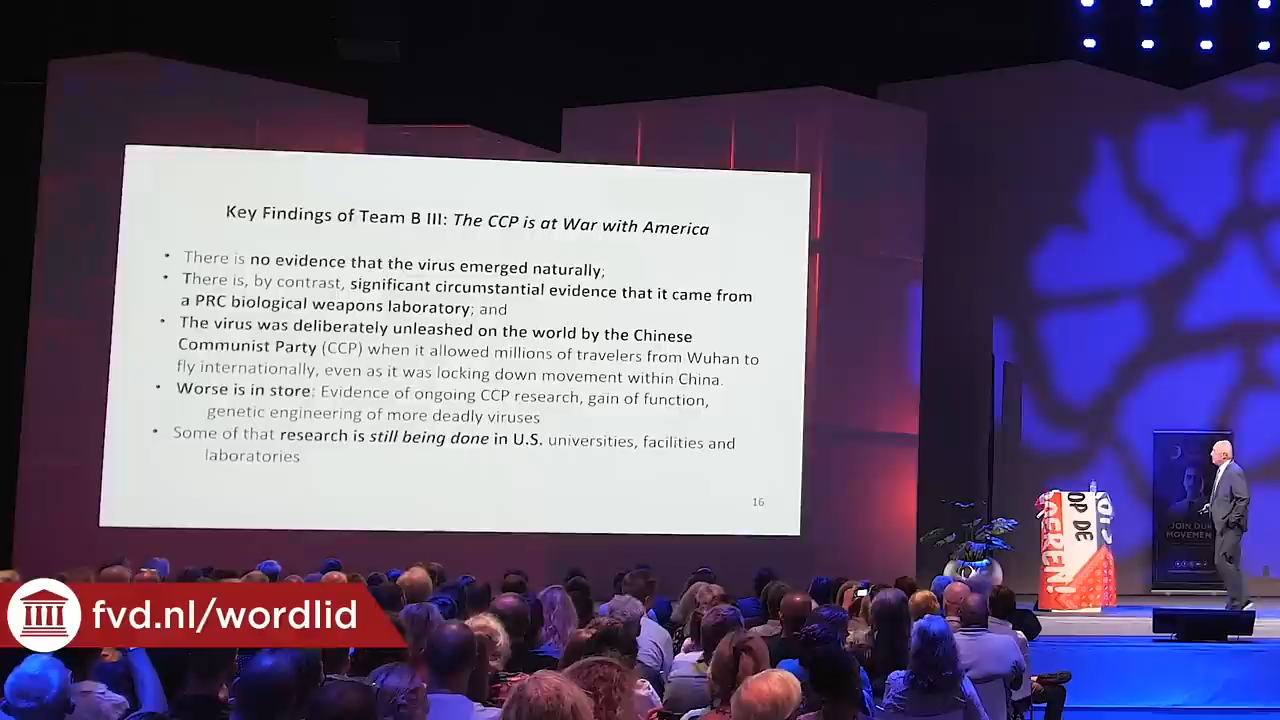 Key Findings of Team B III: The CCP is at War with America
• There is no evidence that the virus emerged naturally;
• There is, by contrast, significant circumstantial evidence that it came from
a PRC biological weapons laboratory; and
• The virus was deliberately unleashed on the world by the Chinese
Communist Party (CCP) when it allowed millions of travelers from Wuhan to
fly internationally, even as it was locking down movement within China.
• Worse is in store: Evidence of ongoing CCP research, gain of function,
genetic engineering of more deadly viruses
• Some of that research is still being done in U.S. universities, facilities and
laboratories
16
OP DE
JOIN OUR
MOVEMENT
fvd.nl/wordlid